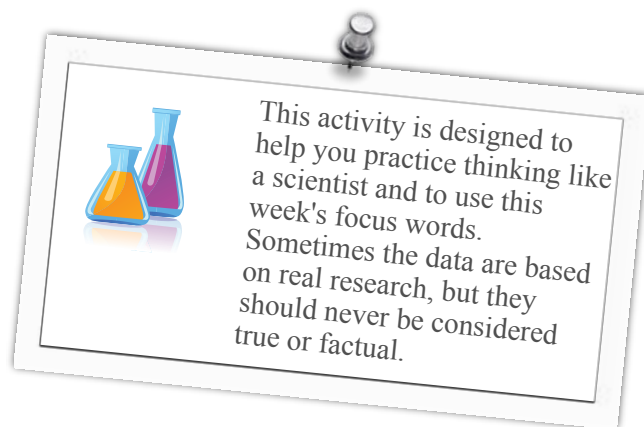 This activity is designed to
help you practice thinking like
a scientist and to use this
week's focus words.
Sometimes the data are based
on real research, but they
should never be considered
true or factual.